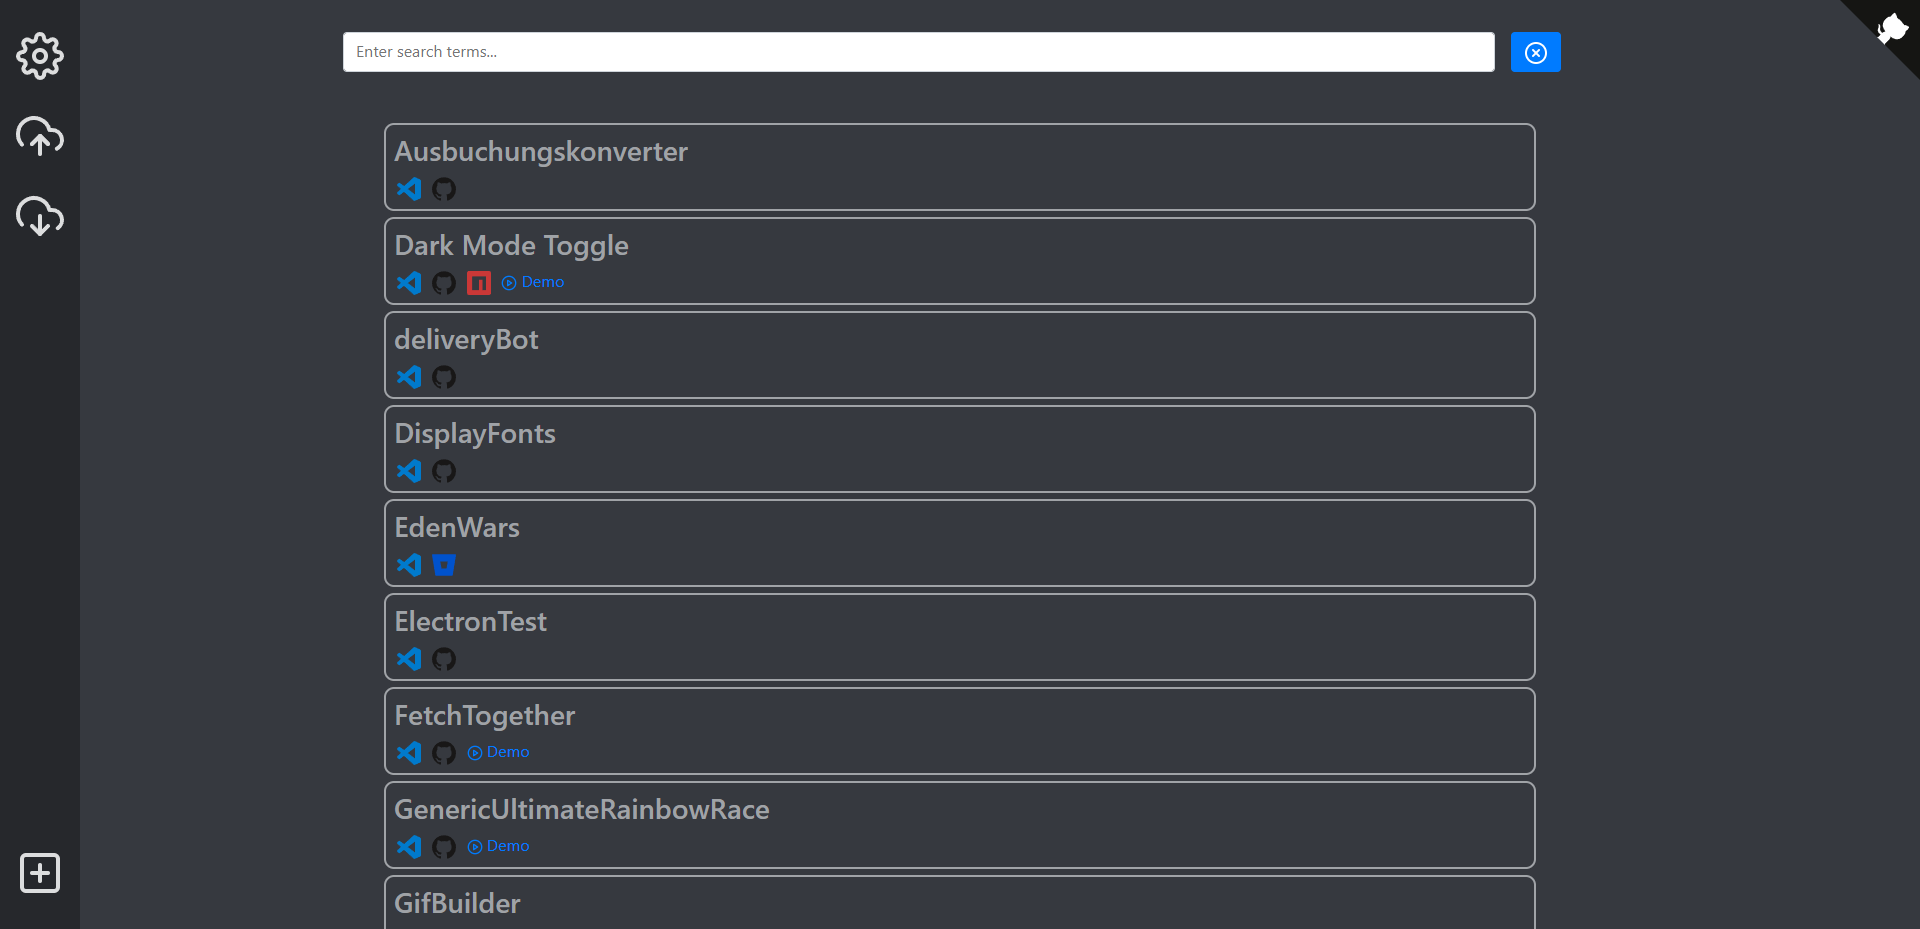 Enter search terms...
Ausbuchungskonverter
Dark Mode Toggle
Demo
deliveryBot
DisplayFonts
EdenWars
ElectronTest
FetchTogether
Demo
GenericUltimateRainbowRace
Demo
GifBuilder